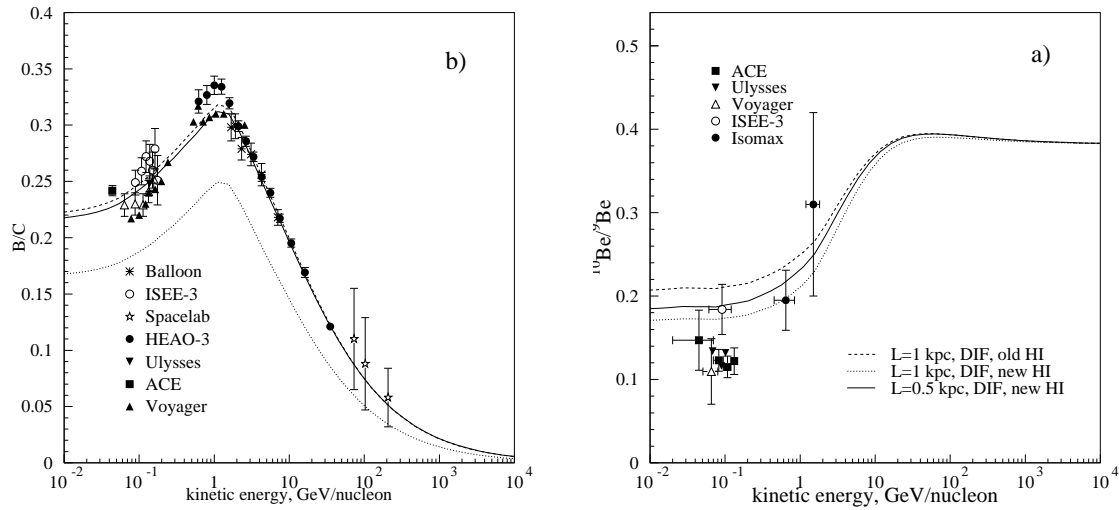 b)
B/C
0.4
0.35
0.3
0.25
0.2
0.15
0.1
0.05
0
Balloon
ISEE-3
Spacelab
HEAO-3
Ulysses
ACE
Voyager
10^-2 10^-1 1 10 10^2 10^3 10^4
kinetic energy, GeV/nucleon
a)
^10Be/^9Be
0.5
0.4
0.3
0.2
0.1
0
ACE
Ulysses
Voyager
ISEE-3
Isomax
L=1 kpc, DIF, old HI
L=1 kpc, DIF, new HI
L=0.5 kpc, DIF, new HI
10^-2 10^-1 1 10 10^2 10^3 10^4
kinetic energy, GeV/nucleon